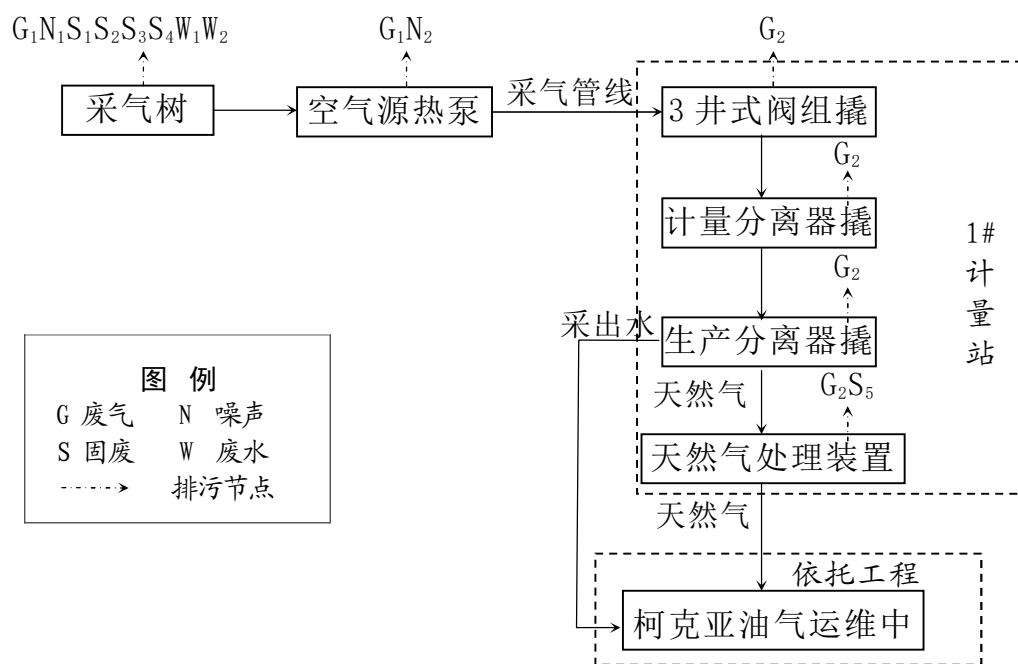 G₁N₁S₁S₂S₃S₄W₁W₂
G₁N₂
G₂
采气树
空气源热泵
采气管线
3 井式阀组撬
G₂
计量分离器撬
1#
计
量
站
G₂
采出水
生产分离器撬
天然气
G₂S₅
天然气处理装置
天然气
依托工程
柯克亚油气运维中
图 例
G 废气 N 噪声
S 固废 W 废水
排污节点